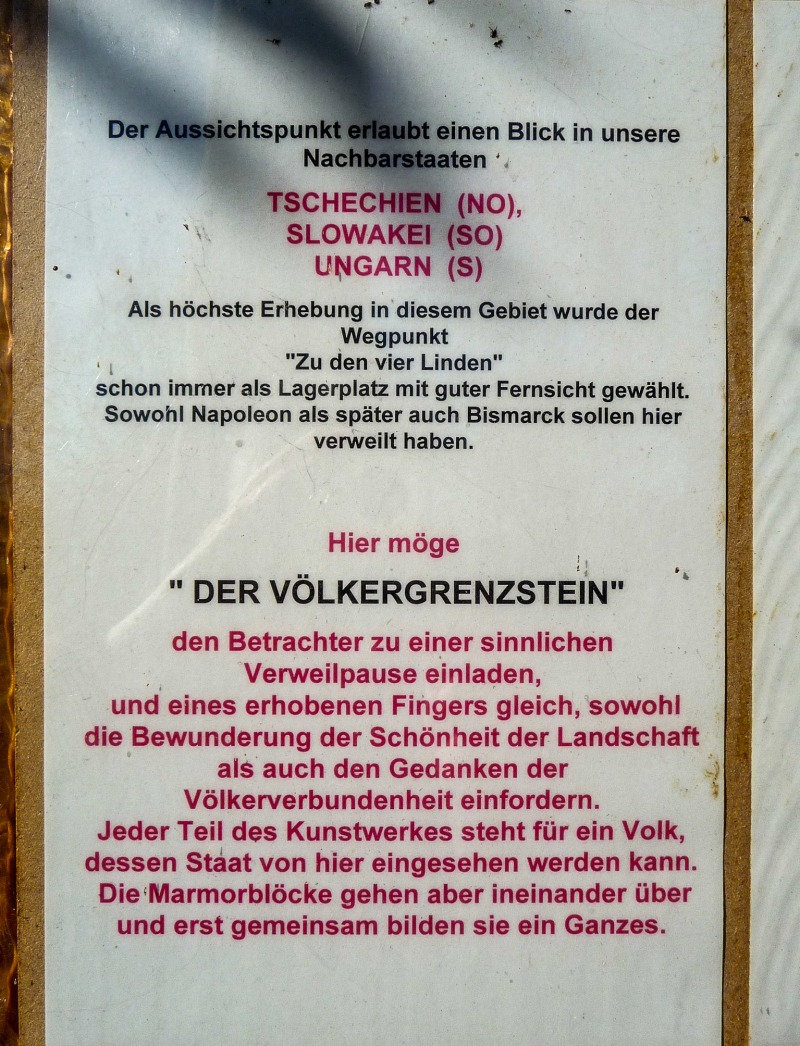 Der Aussichtspunkt erlaubt einen Blick in unsere
Nachbarstaaten
TSCHECHIEN (NO),
SLOWAKEI (SO)
UNGARN (S)
Als höchste Erhebung in diesem Gebiet wurde der
Wegpunkt
"Zu den vier Linden"
schon immer als Lagerplatz mit guter Fernsicht gewählt.
Sowohl Napoleon als später auch Bismarck sollen hier
verweilt haben.
Hier möge
" DER VÖLKERGRENZSTEIN"
den Betrachter zu einer sinnlichen
Verweilpause einladen,
und eines erhobenen Fingers gleich, sowohl
die Bewunderung der Schönheit der Landschaft
als auch den Gedanken der
Völkerverbundenheit einfordern.
Jeder Teil des Kunstwerkes steht für ein Volk,
dessen Staat von hier eingesehen werden kann.
Die Marmorblöcke gehen aber ineinander über
und erst gemeinsam bilden sie ein Ganzes.